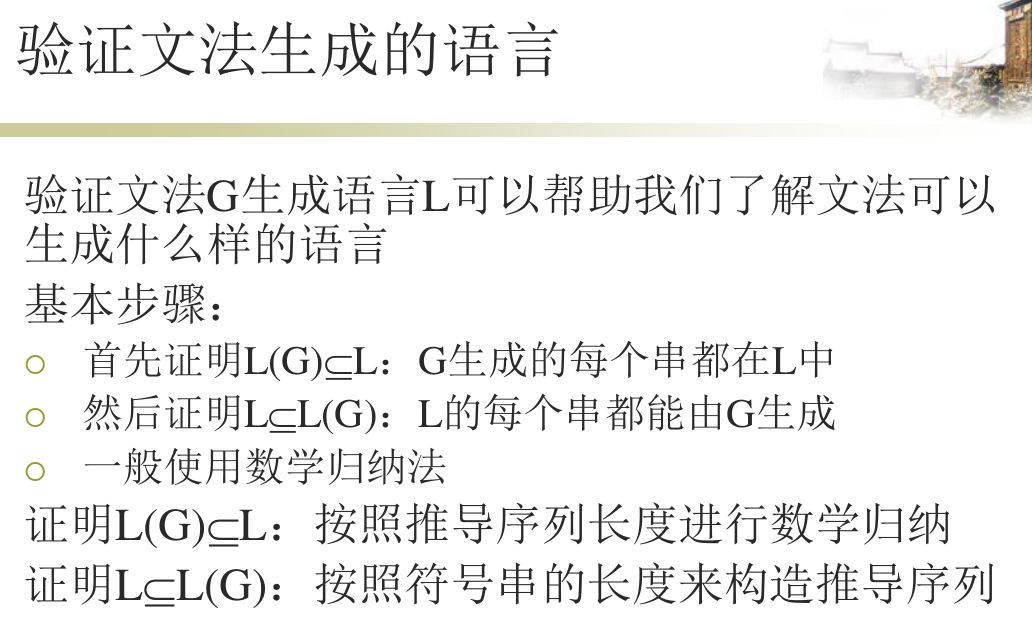 验证文法生成的语言
验证文法G生成语言L可以帮助我们了解文法可以
生成什么样的语言
基本步骤：
○ 首先证明L(G)⊆L：G生成的每个串都在L中
○ 然后证明L⊆L(G)：L的每个串都能由G生成
○ 一般使用数学归纳法
证明L(G)⊆L：按照推导序列长度进行数学归纳
证明L⊆L(G)：按照符号串的长度来构造推导序列